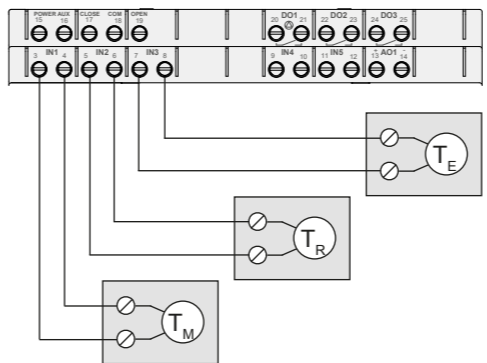 POWER AUX CLOSE COM OPEN DO1 DO2 DO3
15 16 17 18 19 20 21 22 23 24 25
IN1 IN2 IN3 IN4 IN5 + AO1 -
3 4 5 6 7 8 9 10 11 12 13 14
TE
TR
TM